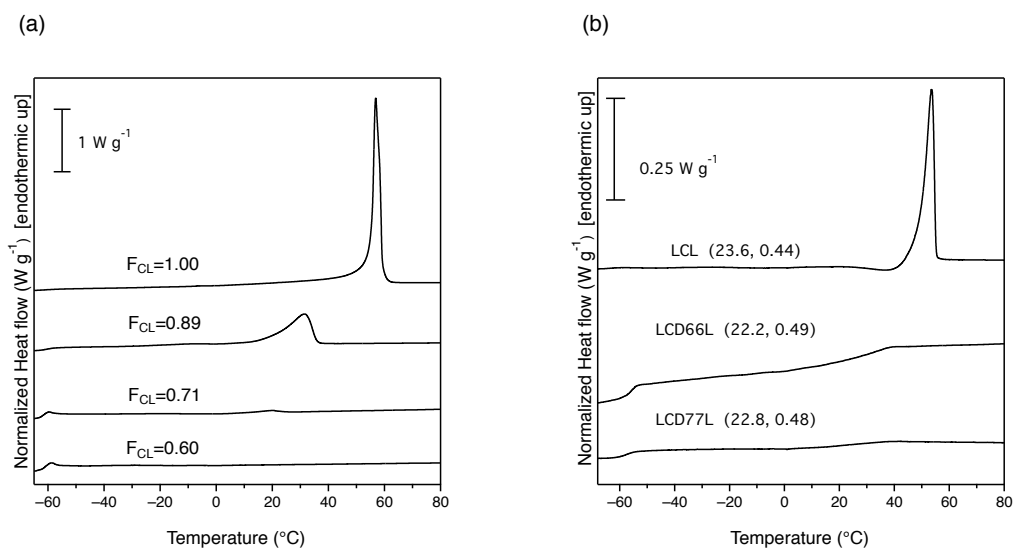 (a)
Normalized Heat flow (W g⁻¹) [endothermic up]
1 W g⁻¹
F_CL=1.00
F_CL=0.89
F_CL=0.71
F_CL=0.60
−60 −40 −20 0 20 40 60 80
Temperature (°C)
(b)
Normalized Heat flow (W g⁻¹) [endothermic up]
0.25 W g⁻¹
LCL (23.6, 0.44)
LCD66L (22.2, 0.49)
LCD77L (22.8, 0.48)
−60 −40 −20 0 20 40 60 80
Temperature (°C)